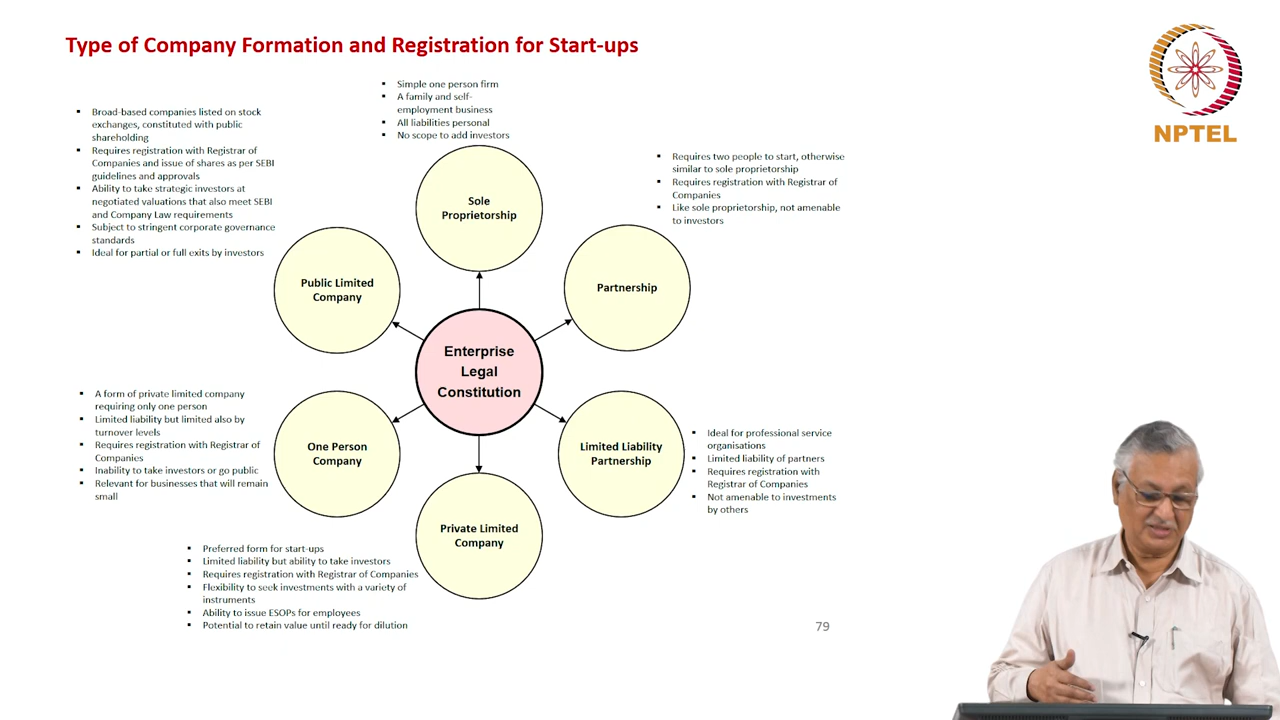 Type of Company Formation and Registration for Start-ups
NPTEL
▪ Simple one person firm
▪ A family and self-
employment business
▪ All liabilities personal
▪ No scope to add investors
▪ Broad-based companies listed on stock
exchanges, constituted with public
shareholding
▪ Requires registration with Registrar of
Companies and issue of shares as per SEBI
guidelines and approvals
▪ Ability to take strategic investors at
negotiated valuations that also meet SEBI
and Company Law requirements
▪ Subject to stringent corporate governance
standards
▪ Ideal for partial or full exits by investors
▪ Requires two people to start, otherwise
similar to sole proprietorship
▪ Requires registration with Registrar of
Companies
▪ Like sole proprietorship, not amenable
to investors
Sole
Proprietorship
Public Limited
Company
Partnership
Enterprise
Legal
Constitution
▪ A form of private limited company
requiring only one person
▪ Limited liability but limited also by
turnover levels
▪ Requires registration with Registrar of
Companies
▪ Inability to take investors or go public
▪ Relevant for businesses that will remain
small
One Person
Company
Limited Liability
Partnership
▪ Ideal for professional service
organisations
▪ Limited liability of partners
▪ Requires registration with
Registrar of Companies
▪ Not amenable to investments
by others
Private Limited
Company
▪ Preferred form for start-ups
▪ Limited liability but ability to take investors
▪ Requires registration with Registrar of Companies
▪ Flexibility to seek investments with a variety of
instruments
▪ Ability to issue ESOPs for employees
▪ Potential to retain value until ready for dilution
79